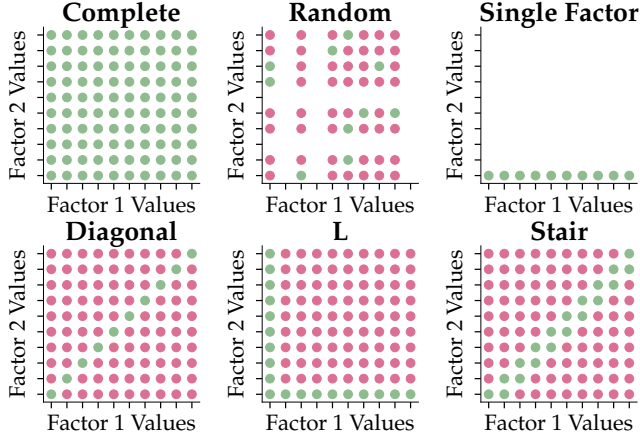 Complete
Random
Single Factor
Factor 2 Values
Factor 1 Values
Factor 2 Values
Factor 1 Values
Factor 2 Values
Factor 1 Values
Diagonal
L
Stair
Factor 2 Values
Factor 1 Values
Factor 2 Values
Factor 1 Values
Factor 2 Values
Factor 1 Values